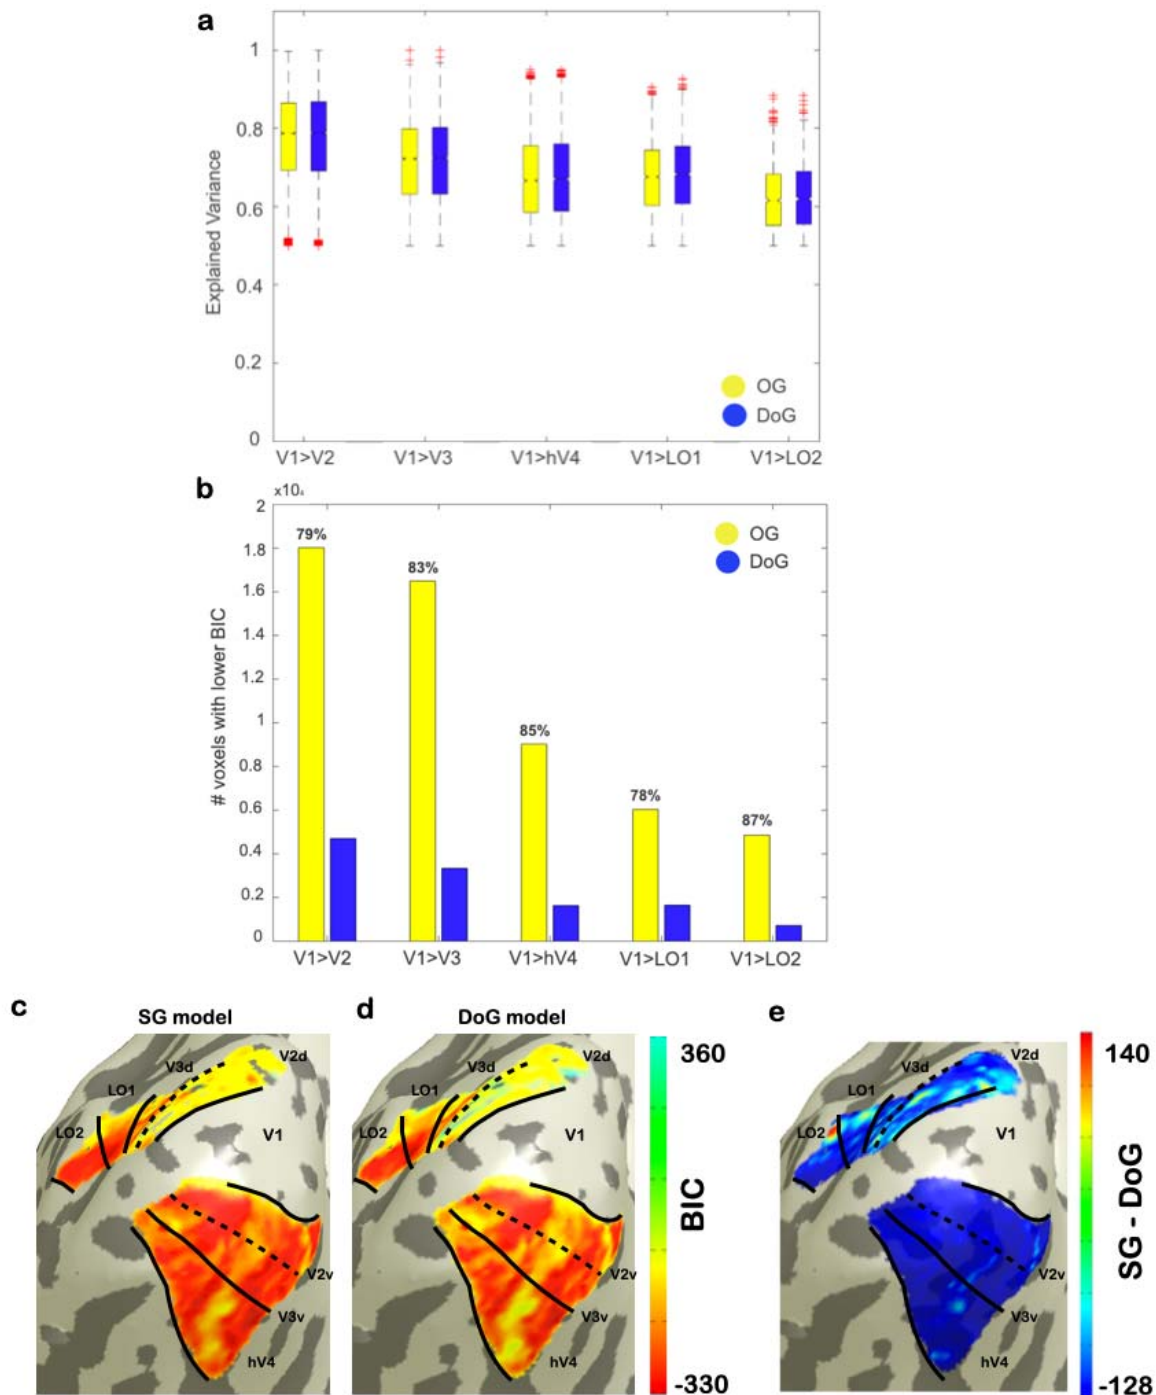 a
1
0.8
0.6
0.4
0.2
0
Explained Variance
OG
DoG
V1>V2 V1>V3 V1>hV4 V1>LO1 V1>LO2
b
x10₄
2
1.8
1.6
1.4
1.2
1
0.8
0.6
0.4
0.2
0
# voxels with lower BIC
79%
83%
85%
78%
87%
OG
DoG
V1>V2 V1>V3 V1>hV4 V1>LO1 V1>LO2
c
SG model
V2d
V3d
LO1
LO2
V1
V2v
V3v
hV4
d
DoG model
V2d
V3d
LO1
LO2
V1
V2v
V3v
hV4
360
BIC
-330
e
V2d
V3d
LO1
LO2
V1
V2v
V3v
hV4
140
SG - DoG
-128